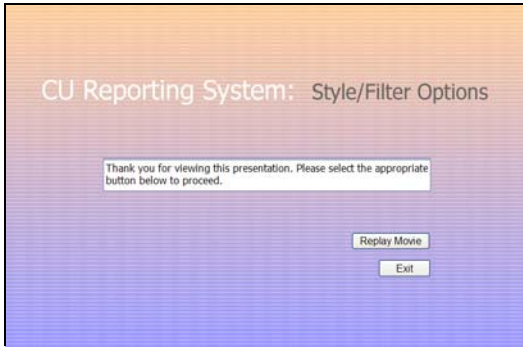 CU Reporting System: Style/Filter Options
Thank you for viewing this presentation. Please select the appropriate
button below to proceed.
Replay Movie
Exit